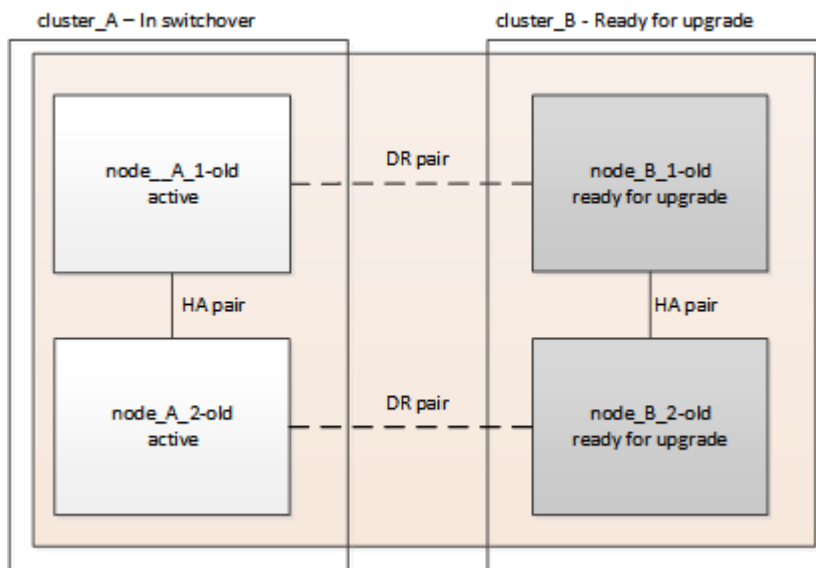 cluster_A – In switchover
cluster_B - Ready for upgrade
node__A_1-old
active
DR pair
node_B_1-old
ready for upgrade
HA pair
HA pair
node_A_2-old
active
DR pair
node_B_2-old
ready for upgrade